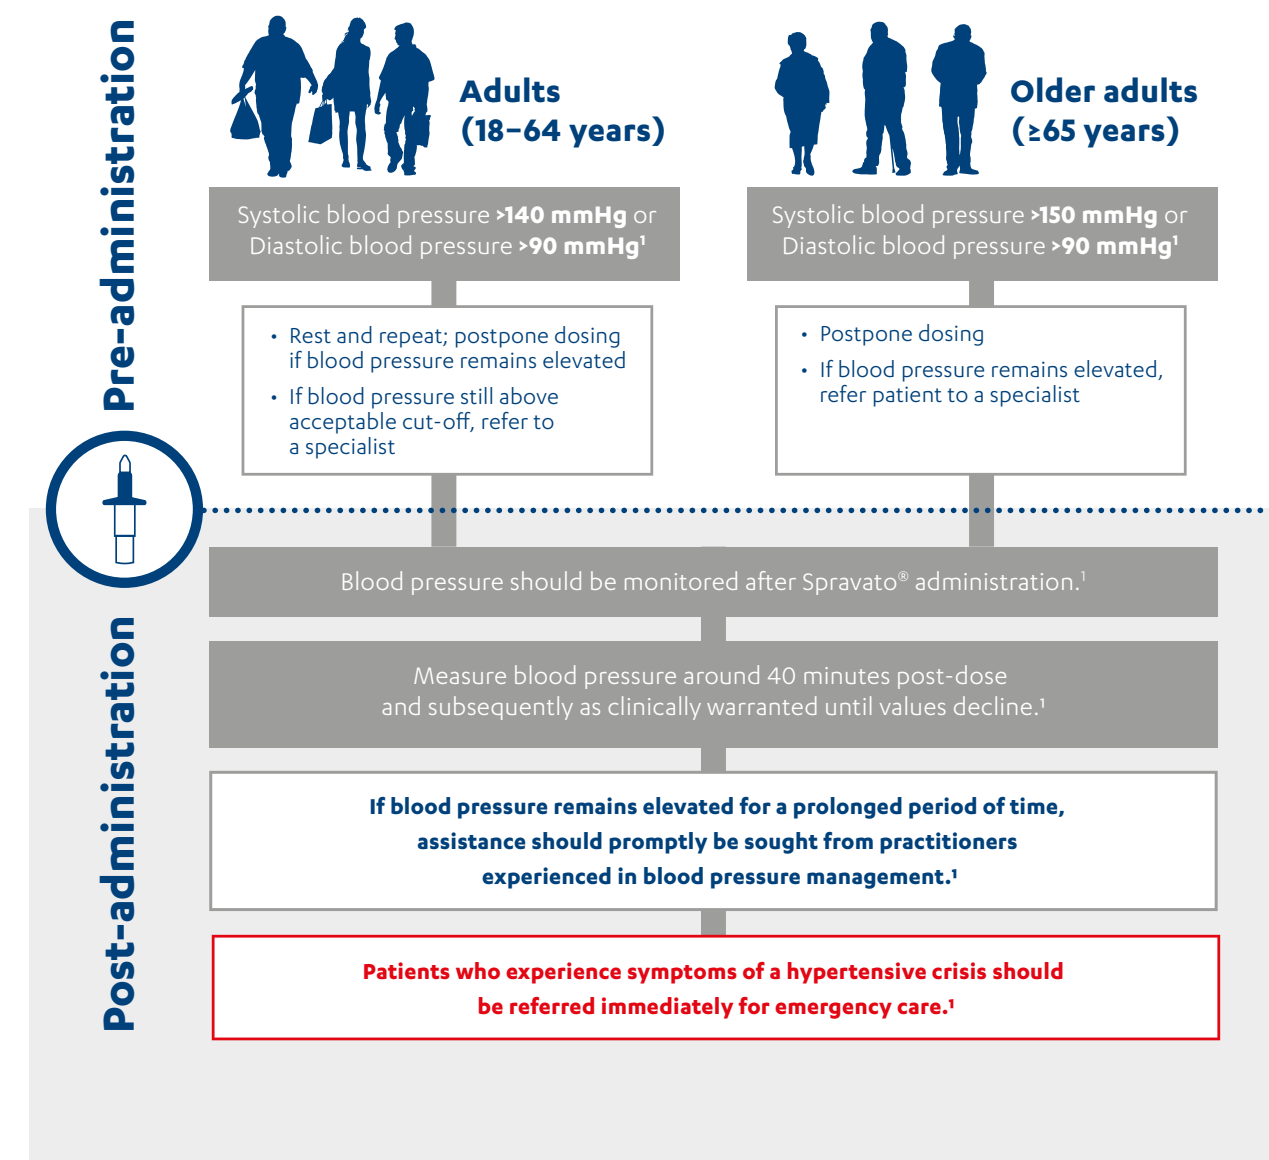 Pre-administration
Adults
(18–64 years)
Systolic blood pressure >140 mmHg or
Diastolic blood pressure >90 mmHg¹
• Rest and repeat; postpone dosing
if blood pressure remains elevated
• If blood pressure still above
acceptable cut-off, refer to
a specialist
Older adults
(≥65 years)
Systolic blood pressure >150 mmHg or
Diastolic blood pressure >90 mmHg¹
• Postpone dosing
• If blood pressure remains elevated,
refer patient to a specialist
Post-administration
Blood pressure should be monitored after Spravato® administration.¹
Measure blood pressure around 40 minutes post-dose
and subsequently as clinically warranted until values decline.¹
If blood pressure remains elevated for a prolonged period of time,
assistance should promptly be sought from practitioners
experienced in blood pressure management.¹
Patients who experience symptoms of a hypertensive crisis should
be referred immediately for emergency care.¹